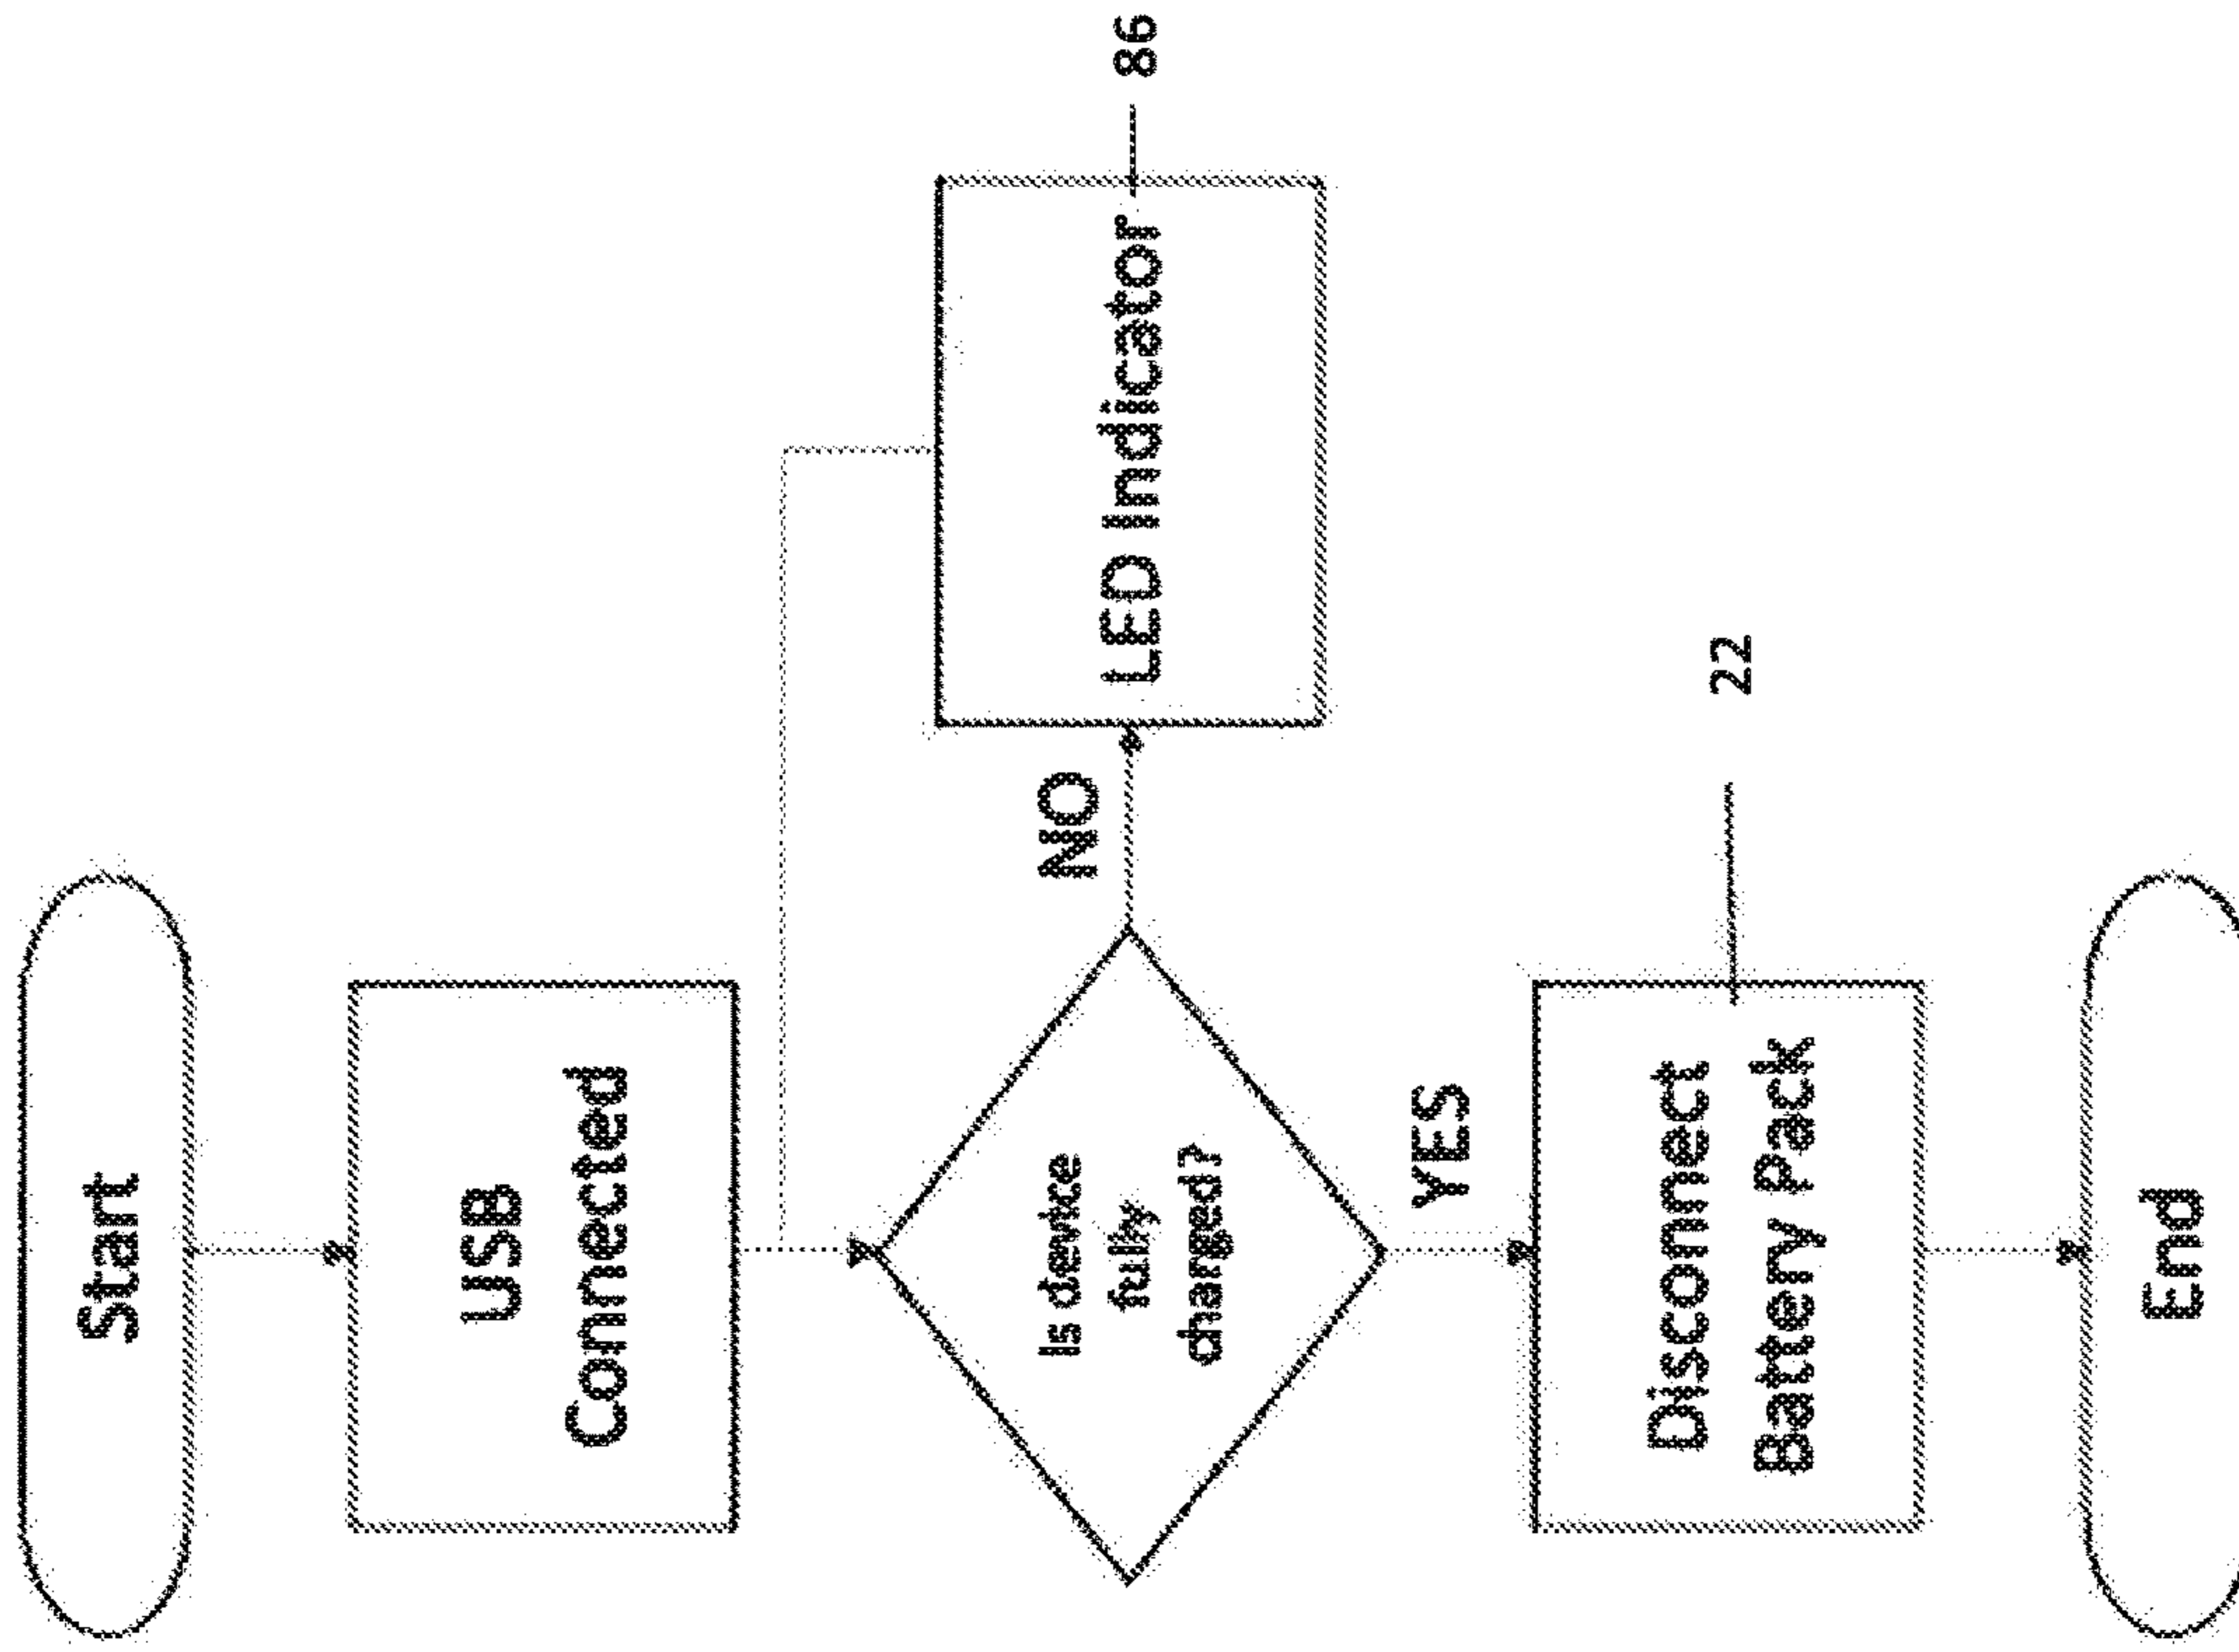 Start
USB
Connected
Is device
fully
charged?
NO
LED Indicator
86
YES
Disconnect
Battery Pack
22
End